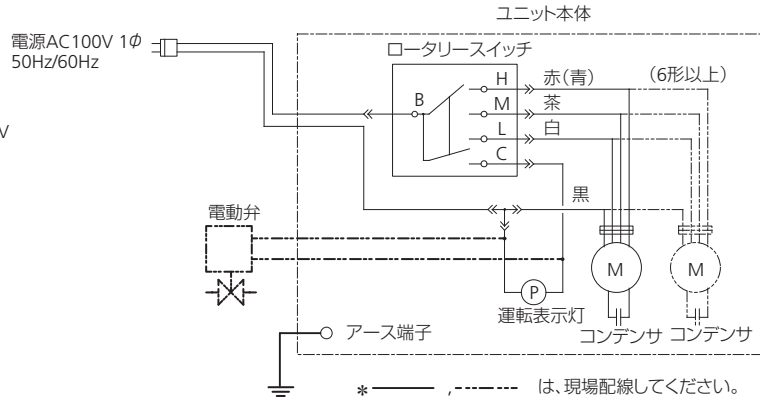 ユニット本体
電源AC100V 1φ
50Hz/60Hz
ロータリースイッチ
H
赤(青)
(6形以上)
B
M
茶
V
L
白
C
電動弁
黒
M
M
P
運転表示灯
コンデンサ
コンデンサ
アース端子
* , は、現場配線してください。